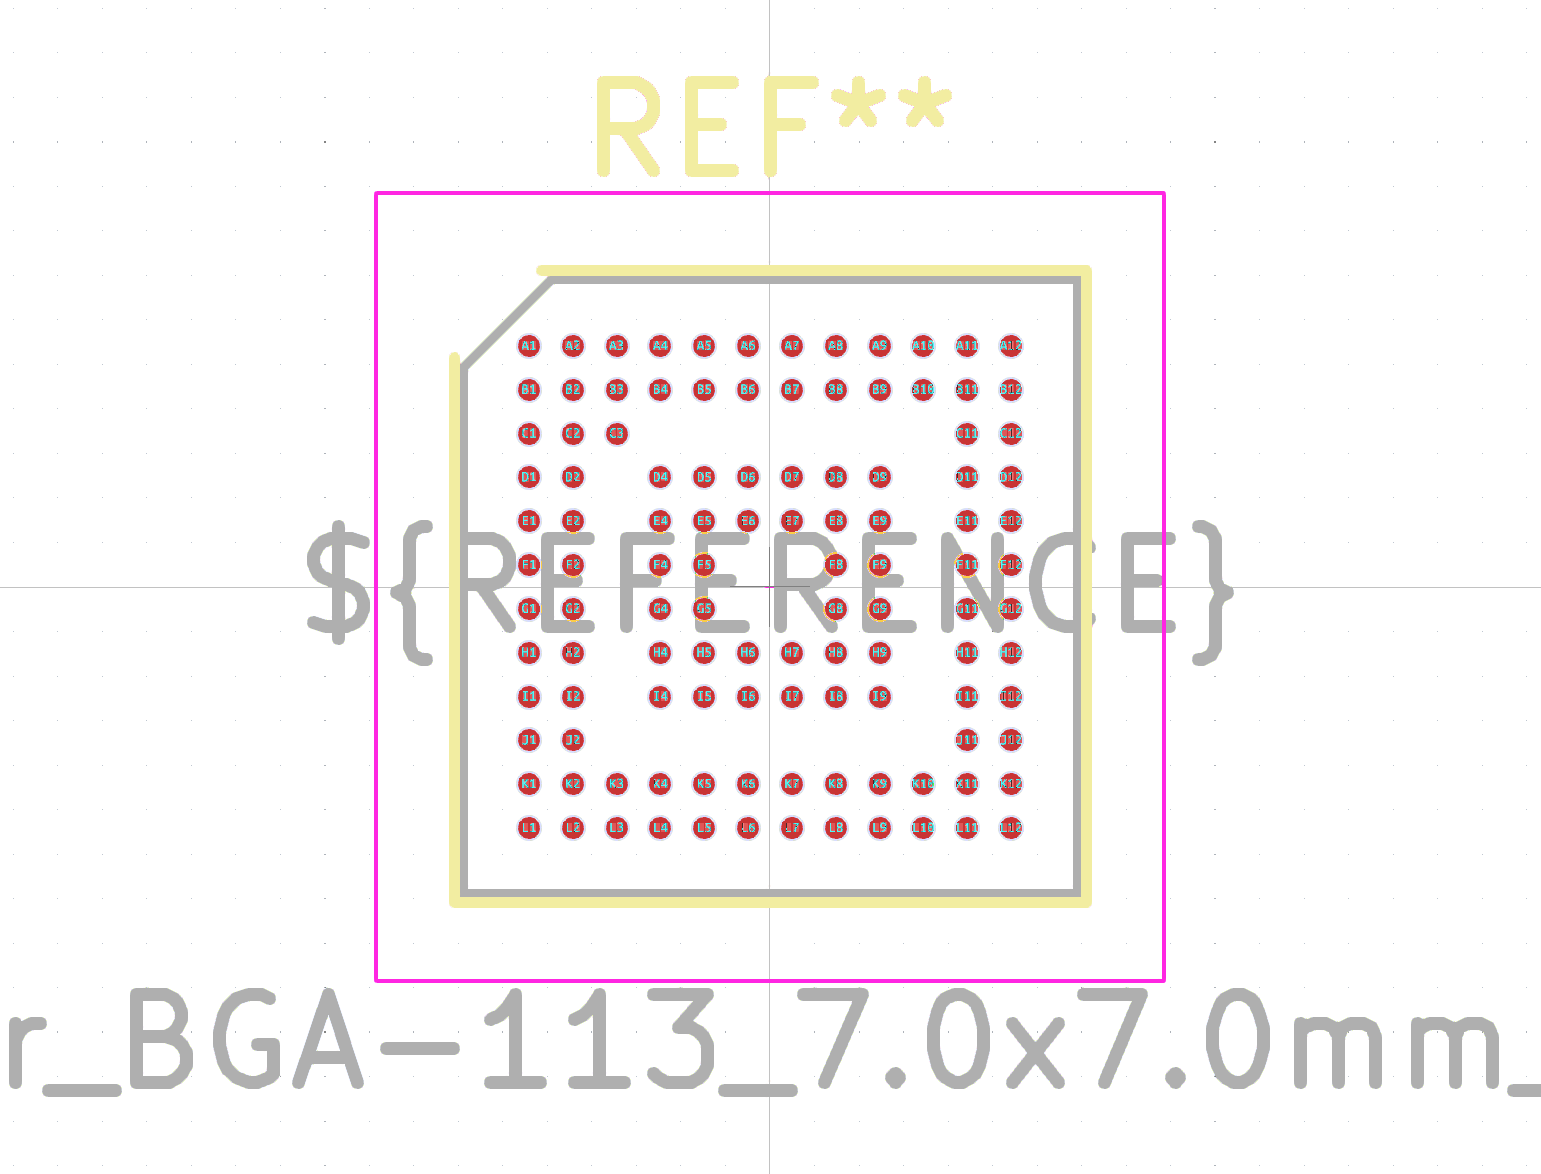 REF**
A1 A2 A3 A4 A5 A6 A7 A8 A9 A10 A11 A12
B1 B2 B3 B4 B5 B6 B7 B8 B9 B10 B11 B12
C1 C2 C3 C11 C12
D1 D2 D4 D5 D6 D7 D8 D9 D11 D12
E1 E2 E4 E5 E6 E7 E8 E9 E11 E12
F1 F2 F4 F5 F8 F9 F11 F12
${REFERENCE}
G1 G2 G4 G5 G8 G9 G11 G12
H1 H2 H4 H5 H6 H7 H8 H9 H11 H12
I1 I2 I4 I5 I6 I7 I8 I9 I11 I12
J1 J2 J11 J12
K1 K2 K3 K4 K5 K6 K7 K8 K9 K10 K11 K12
L1 L2 L3 L4 L5 L6 L7 L8 L9 L10 L11 L12
r_BGA-113_7.0x7.0mm_